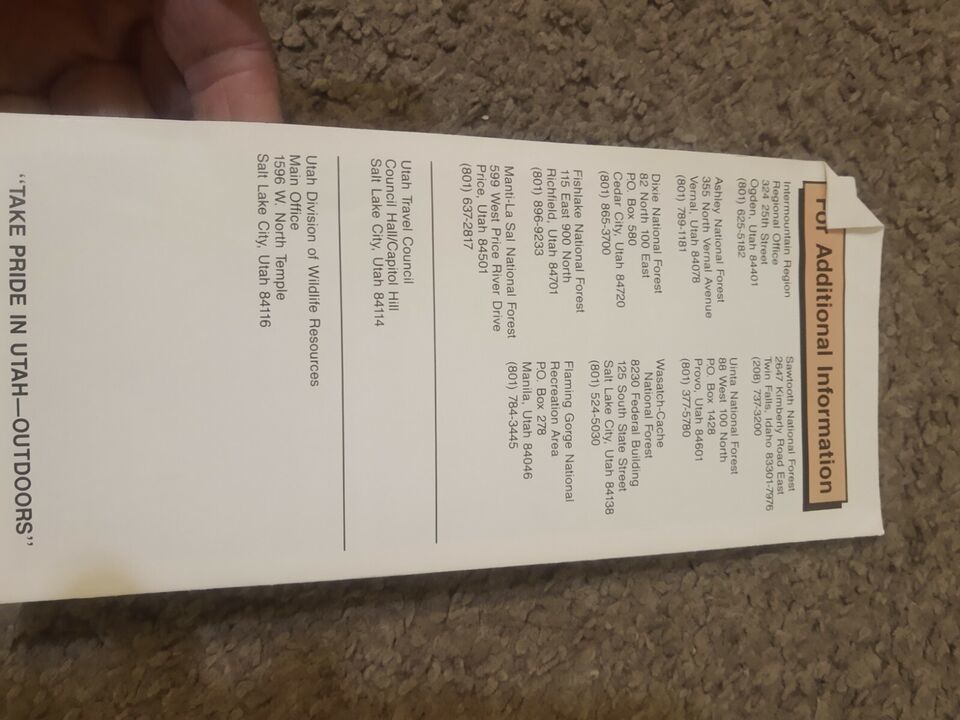 For Additional Information
Intermountain Region
Regional Office
324 25th Street
Ogden, Utah 84401
(801) 625-5182
Ashley National Forest
355 North Vernal Avenue
Vernal, Utah 84078
(801) 789-1181
Dixie National Forest
82 North 100 East
P.O. Box 580
Cedar City, Utah 84720
(801) 865-3700
Fishlake National Forest
115 East 900 North
Richfield, Utah 84701
(801) 896-9233
Manti-La Sal National Forest
599 West Price River Drive
Price, Utah 84501
(801) 637-2817
Sawtooth National Forest
2647 Kimberly Road East
Twin Falls, Idaho 83301-7976
(208) 737-3200
Uinta National Forest
88 West 100 North
P.O. Box 1428
Provo, Utah 84601
(801) 377-5780
Wasatch-Cache
National Forest
8230 Federal Building
125 South State Street
Salt Lake City, Utah 84138
(801) 524-5030
Flaming Gorge National
Recreation Area
P.O. Box 278
Manila, Utah 84046
(801) 784-3445
Utah Travel Council
Council Hall/Capitol Hill
Salt Lake City, Utah 84114
Utah Division of Wildlife Resources
Main Office
1596 W. North Temple
Salt Lake City, Utah 84116
"TAKE PRIDE IN UTAH—OUTDOORS"